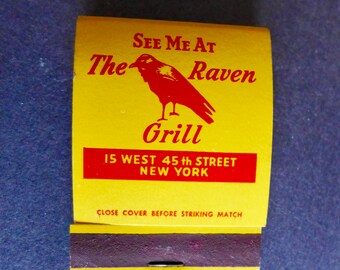 SEE ME AT
The Raven
Grill
15 WEST 45th STREET
NEW YORK
CLOSE COVER BEFORE STRIKING MATCH